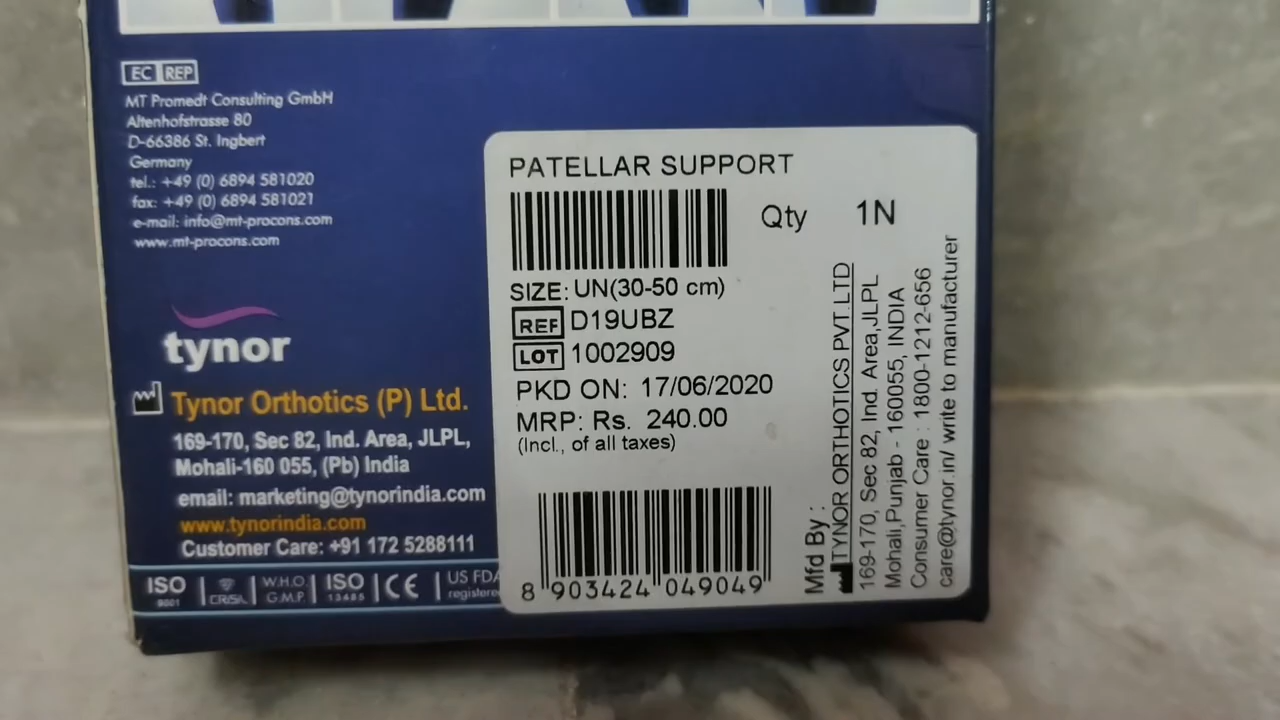 EC REP
MT Promedt Consulting GmbH
Altenhofstrasse 80
D-66386 St. Ingbert
Germany
tel.: +49 (0) 6894 581020
fax: +49 (0) 6894 581021
e-mail: info@mt-procons.com
www.mt-procons.com
tynor
Tynor Orthotics (P) Ltd.
169-170, Sec 82, Ind. Area, JLPL,
Mohali-160 055, (Pb) India
email: marketing@tynorindia.com
www.tynorindia.com
Customer Care: +91 172 5288111
ISO 9001
CRISIL
W.H.O. G.M.P.
ISO 13485
CE
US FDA
PATELLAR SUPPORT
Qty 1N
SIZE: UN(30-50 cm)
REF D19UBZ
LOT 1002909
PKD ON: 17/06/2020
MRP: Rs. 240.00
(Incl., of all taxes)
8 903424 049049
Mfd By :
TYNOR ORTHOTICS PVT.LTD
169-170, Sec 82, Ind. Area,JLPL
Mohali,Punjab - 160055, INDIA
Consumer Care : 1800-1212-656
care@tynor.in/ write to manufacturer